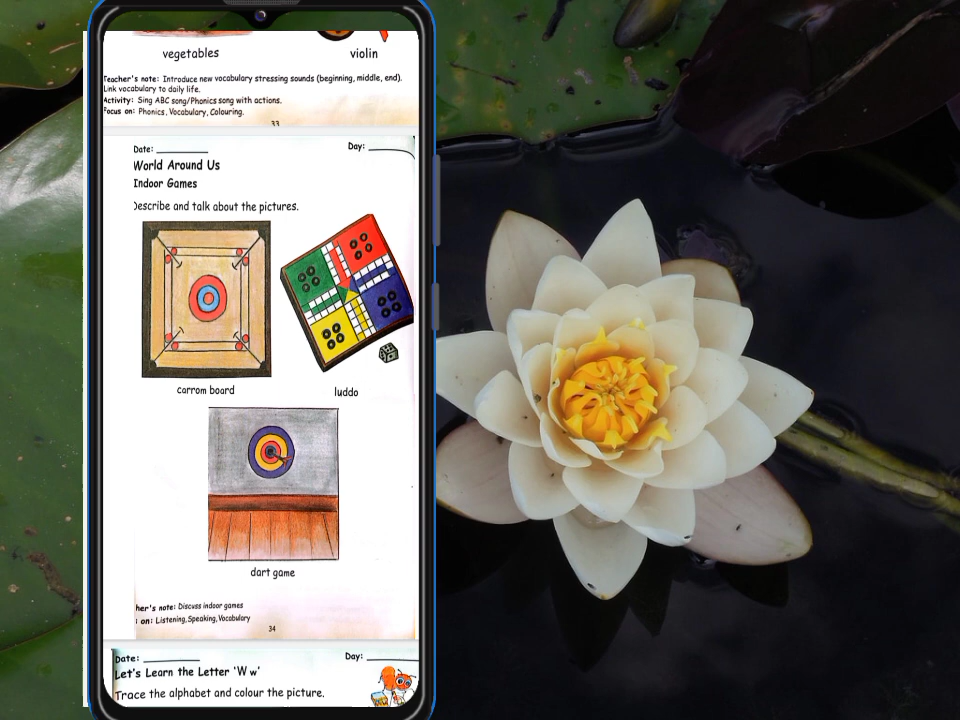 vegetables violin
Teacher's note: Introduce new vocabulary stressing sounds (beginning, middle, end).
Link vocabulary to daily life.
Activity: Sing ABC song/Phonics song with actions.
Focus on: Phonics, Vocabulary, Colouring.
33
Date: Day:
World Around Us
Indoor Games
Describe and talk about the pictures.
carrom board luddo
dart game
her's note: Discuss indoor games
on: Listening, Speaking, Vocabulary
34
Date: Day:
Let's Learn the Letter 'W w'
Trace the alphabet and colour the picture.